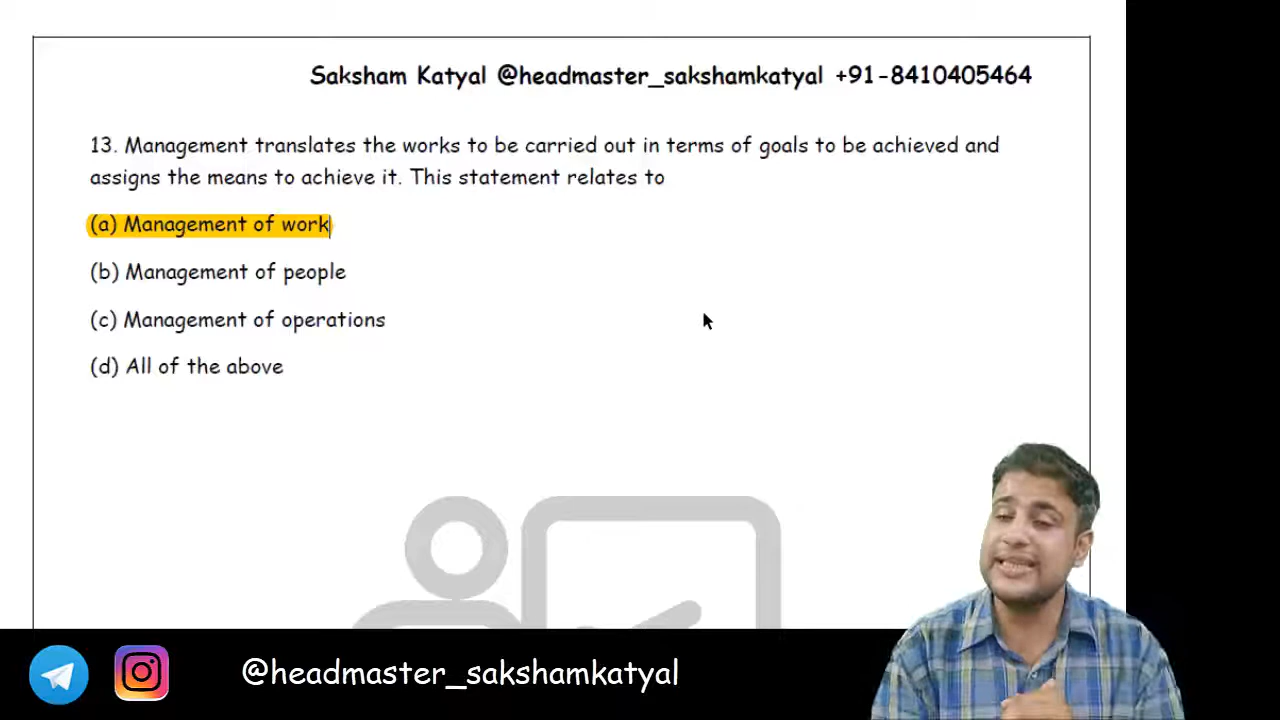 Saksham Katyal @headmaster_sakshamkatyal +91-8410405464
13. Management translates the works to be carried out in terms of goals to be achieved and
assigns the means to achieve it. This statement relates to
(a) Management of work
(b) Management of people
(c) Management of operations
(d) All of the above
@headmaster_sakshamkatyal